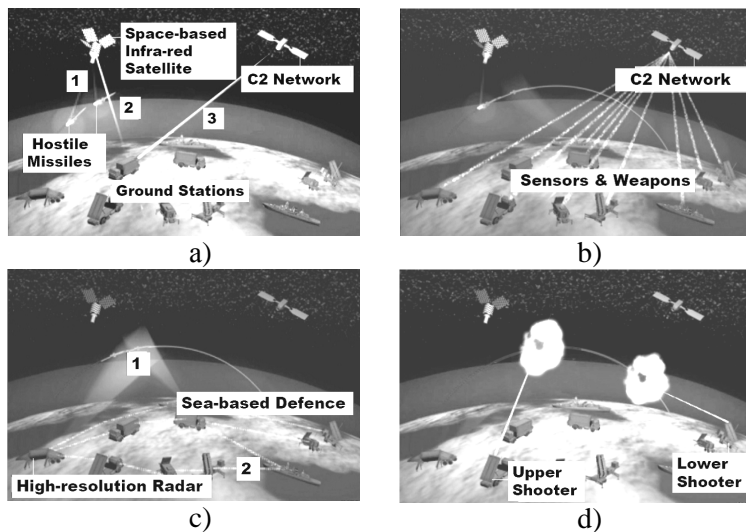 Space-based
Infra-red
Satellite
1
C2 Network
2
3
Hostile
Missiles
Ground Stations
a)
C2 Network
Sensors & Weapons
b)
1
Sea-based Defence
2
High-resolution Radar
c)
Upper
Shooter
Lower
Shooter
d)